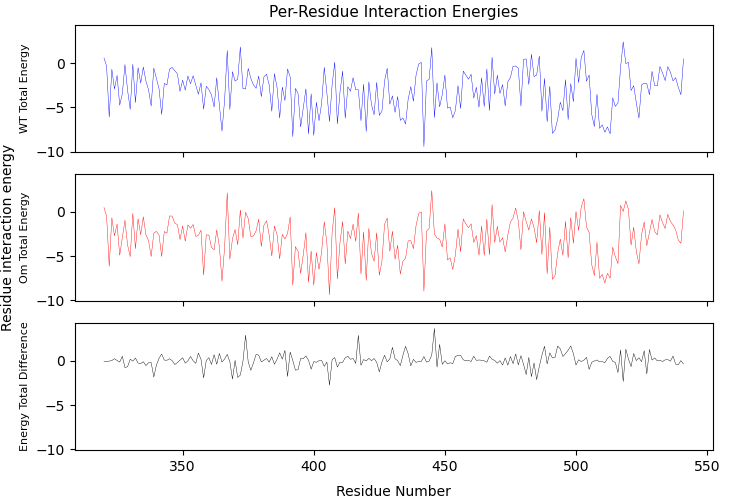 Per-Residue Interaction Energies
Residue interaction energy
WT Total Energy
0
−5
−10
Om Total Energy
0
−5
−10
Energy Total Difference
0
−5
−10
350 400 450 500 550
Residue Number